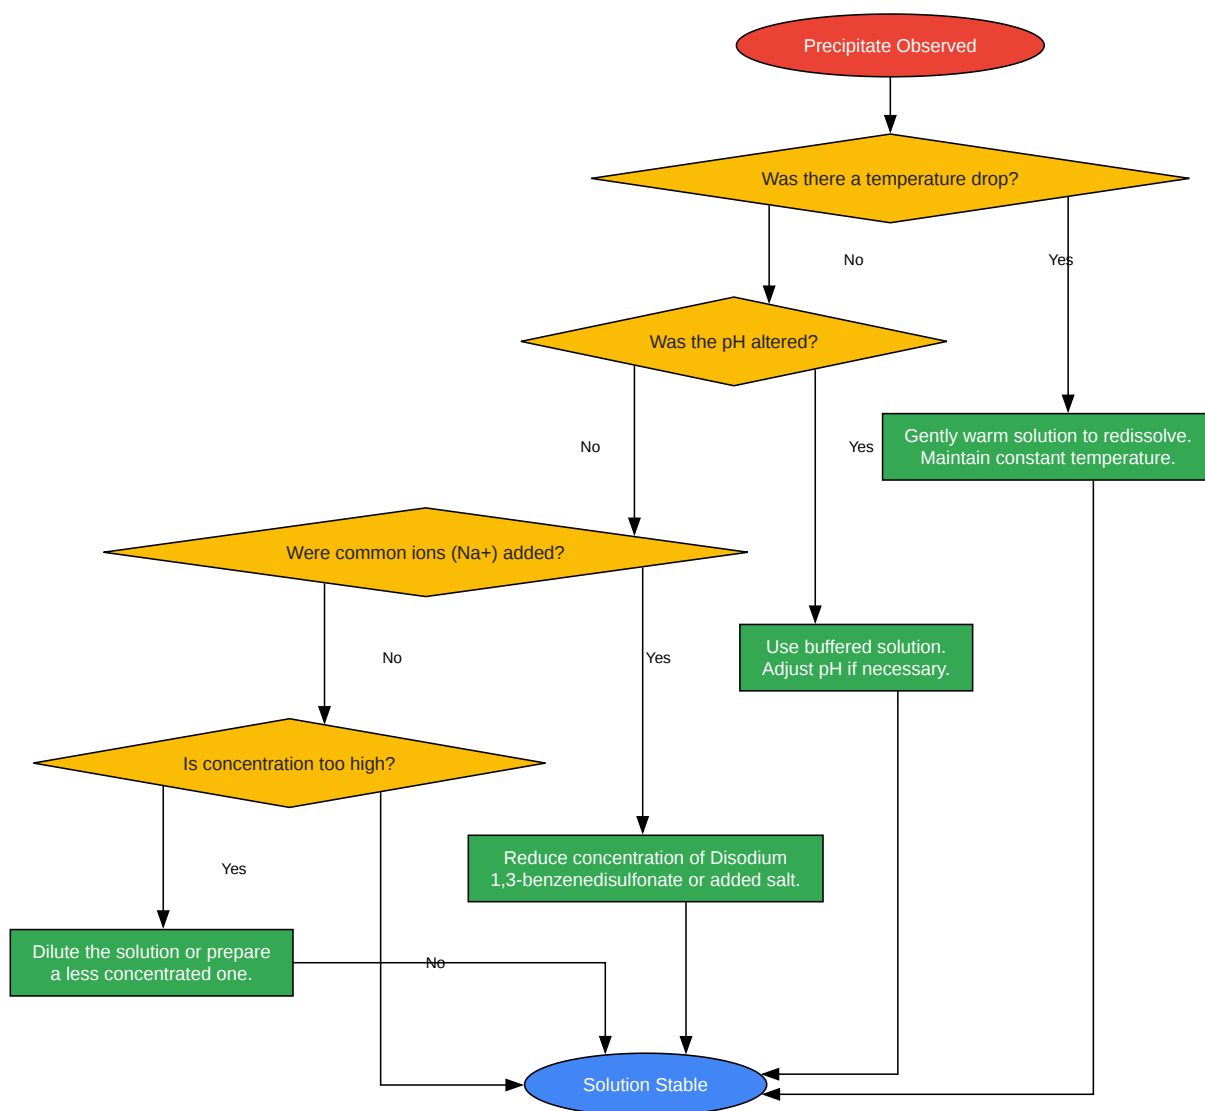 Precipitate Observed
Was there a temperature drop?
No
Yes
Was the pH altered?
Gently warm solution to redissolve.
Maintain constant temperature.
No
Yes
Were common ions (Na+) added?
Use buffered solution.
Adjust pH if necessary.
No
Yes
Is concentration too high?
Reduce concentration of Disodium
1,3-benzenedisulfonate or added salt.
Yes
Dilute the solution or prepare
a less concentrated one.
No
Solution Stable